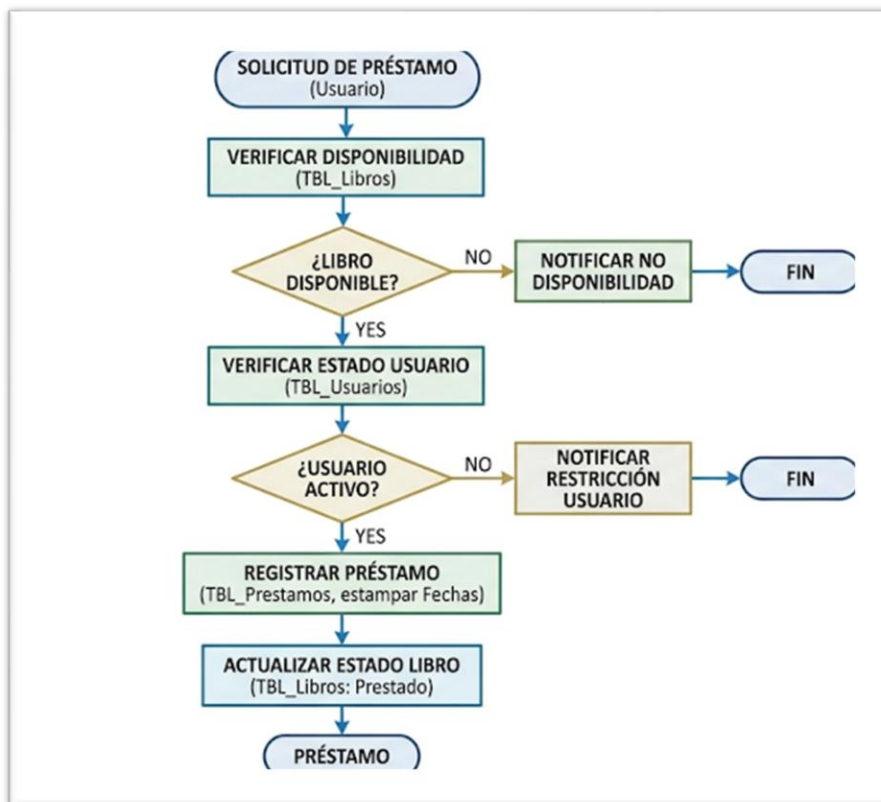 SOLICITUD DE PRÉSTAMO
(Usuario)
VERIFICAR DISPONIBILIDAD
(TBL_Libros)
¿LIBRO
DISPONIBLE?
NO
NOTIFICAR NO
DISPONIBILIDAD
FIN
YES
VERIFICAR ESTADO USUARIO
(TBL_Usuarios)
¿USUARIO
ACTIVO?
NO
NOTIFICAR
RESTRICCIÓN
USUARIO
FIN
YES
REGISTRAR PRÉSTAMO
(TBL_Prestamos, estampar Fechas)
ACTUALIZAR ESTADO LIBRO
(TBL_Libros: Prestado)
PRÉSTAMO